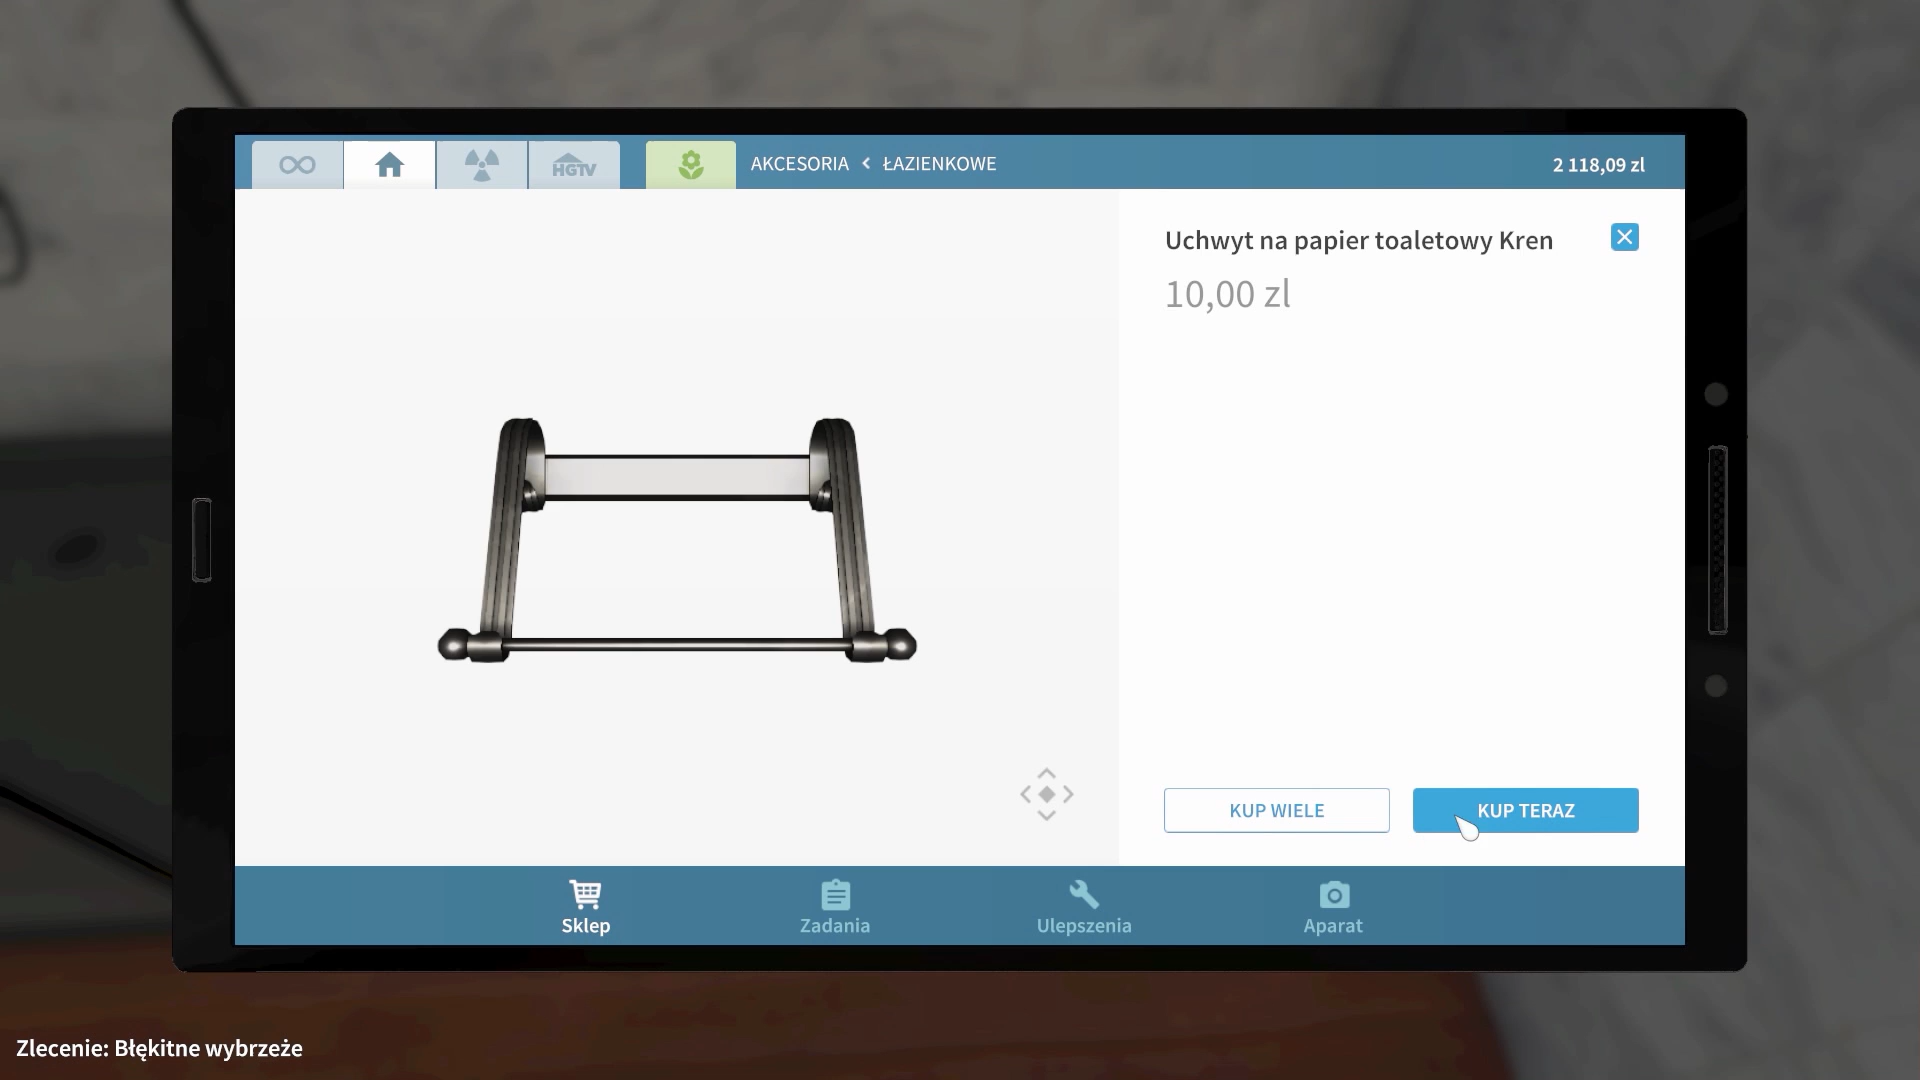 HGTV
AKCESORIA < ŁAZIENKOWE
2 118,09 zl
Uchwyt na papier toaletowy Kren
10,00 zl
KUP WIELE
KUP TERAZ
Sklep
Zadania
Ulepszenia
Aparat
Zlecenie: Błękitne wybrzeże